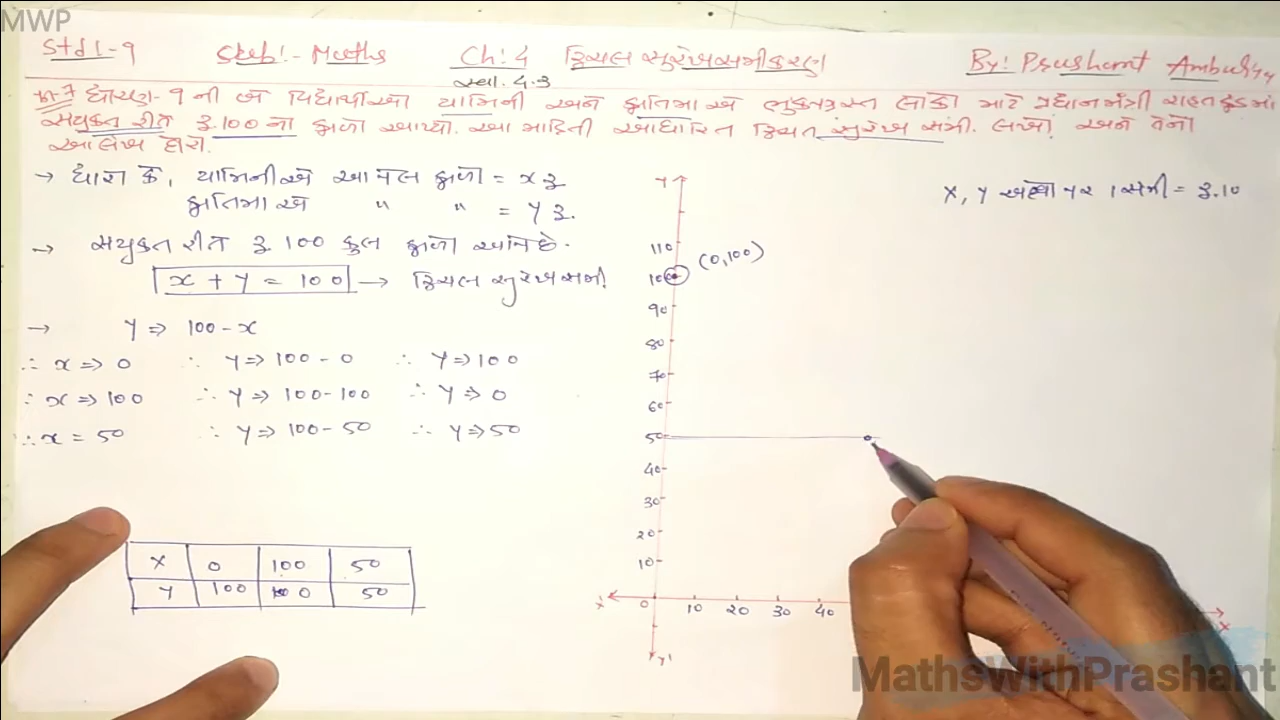 MWP
Std :- ૧ Sub :- Maths Ch: 4 દ્વિચલ સુરેખ સમીકરણ By: Prashant Ambaliya
સ્વા. 4.3
પ્ર-7 ધોરણ-૧ ની બે વિદ્યાર્થીઓ યામિની અને ફાતિમા એ ભુકંપગ્રસ્ત લોકો માટે પ્રધાનમંત્રી રાહત ફંડમાં
સંયુક્ત રીતે રૂ.100 નો ફાળો આપ્યો. આ માહિતી આધારિત દ્વિચલ સુરેખ સમી. લખો અને તેનો
આલેખ દોરો.
→ ધારો કે, યામિનીએ આપેલ ફાળો = x રૂ
ફાતિમા એ " " = y રૂ.
→ સંયુક્ત રીતે રૂ. 100 કુલ ફાળો આપે છે.
x + y = 100 → દ્વિચલ સુરેખ સમી.
→ y ⇒ 100 - x
∴ x ⇒ 0 ∴ y ⇒ 100 - 0 ∴ y ⇒ 100
∴ x ⇒ 100 ∴ y ⇒ 100 - 100 ∴ y ⇒ 0
∴ x = 50 ∴ y ⇒ 100 - 50 ∴ y ⇒ 50
X 0 100 50
Y 100 0 50
X, Y અક્ષો પર 1 સેમી = રૂ.10
Y
110
100 (0,100)
90
80
70
60
50
40
30
20
10
X' 0 10 20 30 40 X
Y'
MathsWithPrashant